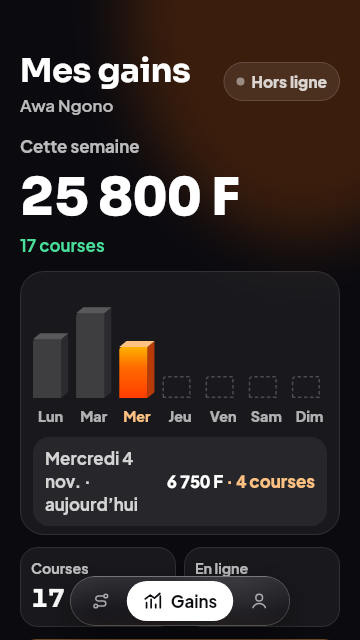 Mes gains
Hors ligne
Awa Ngono
Cette semaine
25 800 F
17 courses
Lun Mar Mer Jeu Ven Sam Dim
Mercredi 4
nov. ·
aujourd’hui
6 750 F · 4 courses
Courses
En ligne
17
Gains